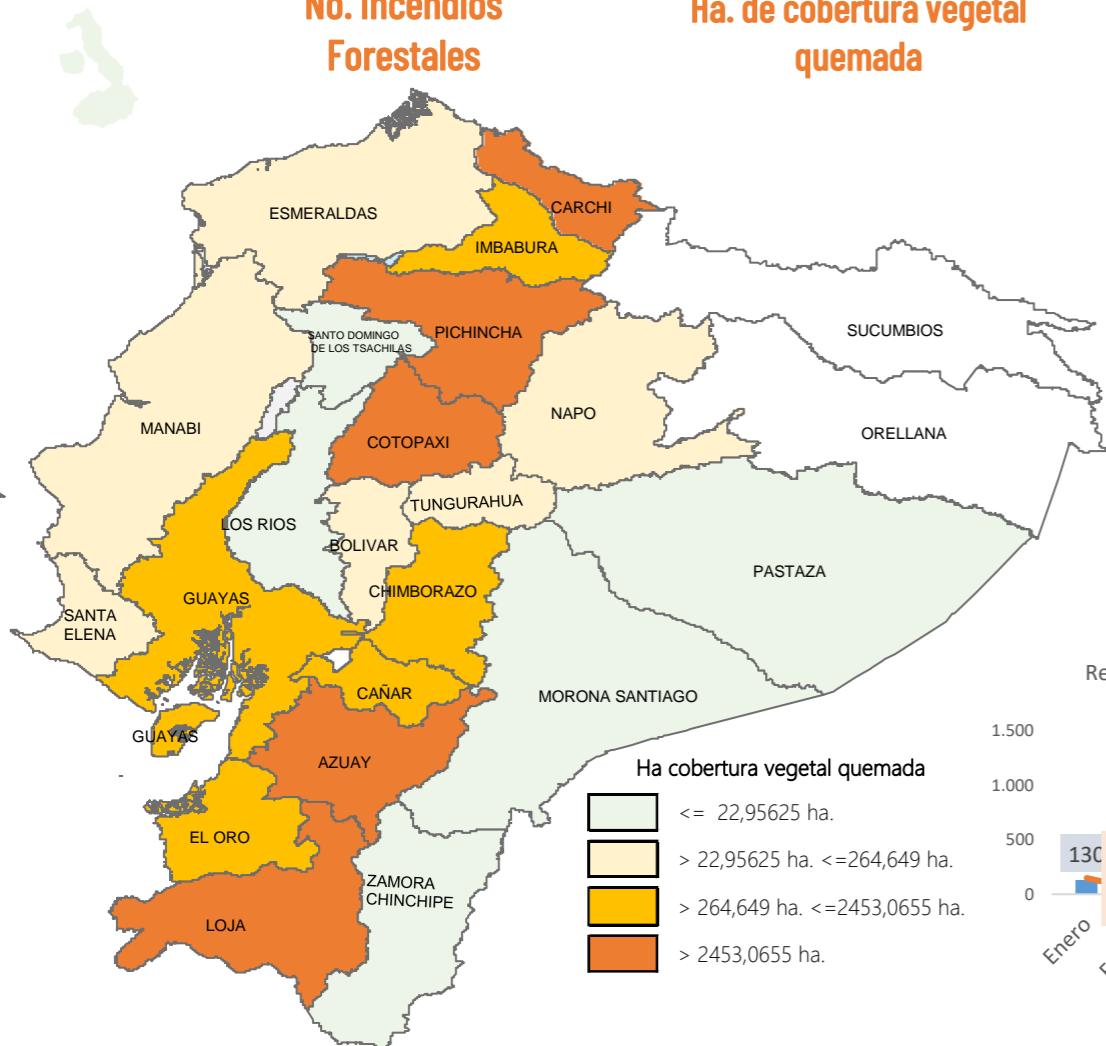 No. Incendios
Forestales
Ha. de cobertura vegetal
quemada
ESMERALDAS
CARCHI
IMBABURA
SUCUMBIOS
SANTO DOMINGO
DE LOS TSACHILAS
PICHINCHA
NAPO
MANABI
COTOPAXI
ORELLANA
TUNGURAHUA
LOS RIOS
BOLIVAR
PASTAZA
CHIMBORAZO
GUAYAS
SANTA
ELENA
CAÑAR
MORONA SANTIAGO
GUAYAS
AZUAY
EL ORO
ZAMORA
CHINCHIPE
LOJA
Ha cobertura vegetal quemada
<= 22,95625 ha.
> 22,95625 ha. <=264,649 ha.
> 264,649 ha. <=2453,0655 ha.
> 2453,0655 ha.
Re
1.500
1.000
500
130
0
Enero